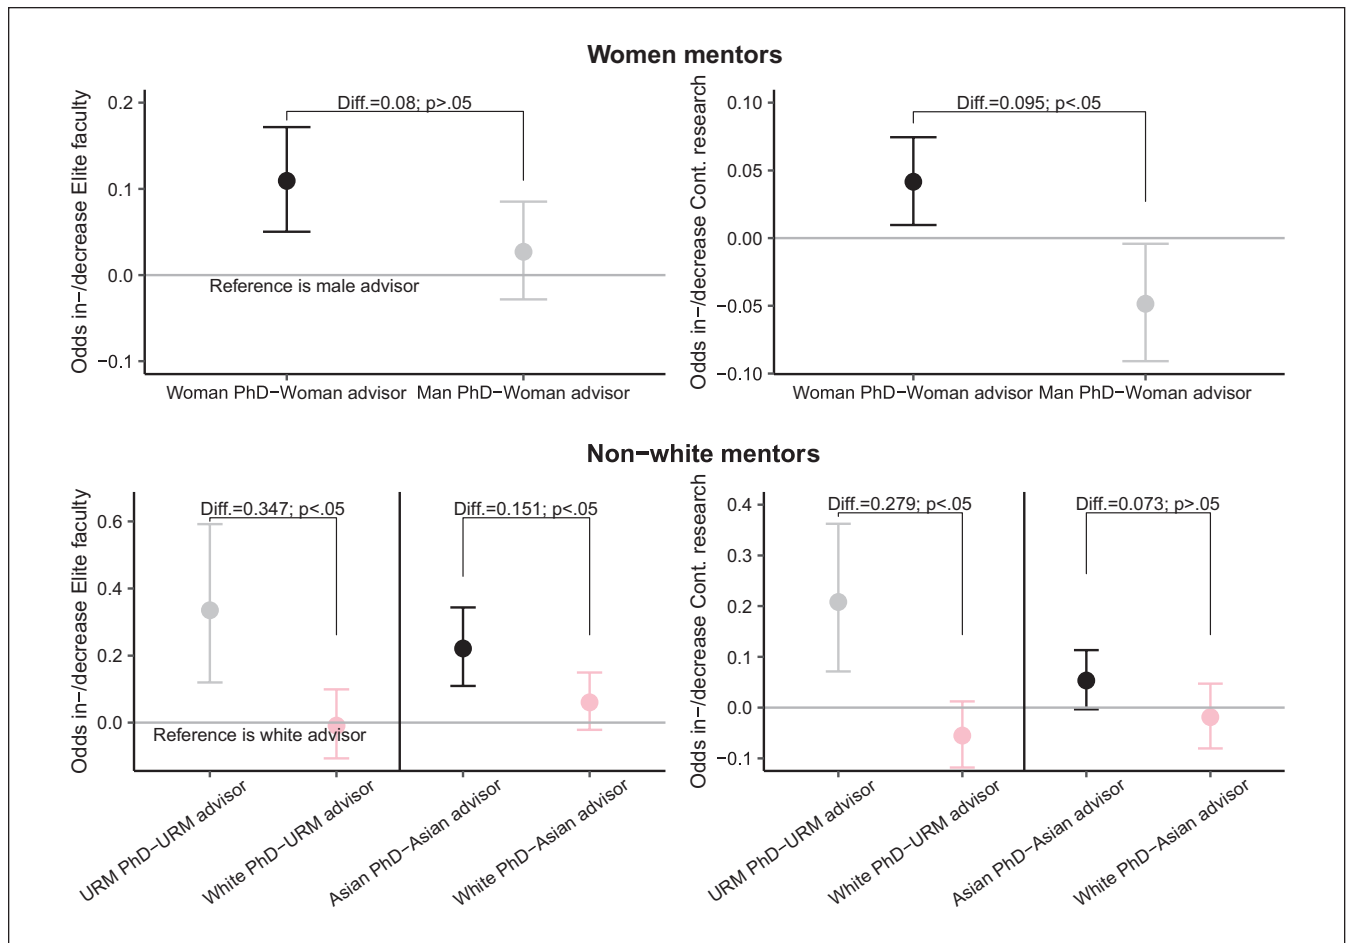 Women mentors
Odds in−/decrease Elite faculty
0.2
0.1
0.0
−0.1
Diff.=0.08; p>.05
Reference is male advisor
Woman PhD−Woman advisor
Man PhD−Woman advisor
Odds in−/decrease Cont. research
0.10
0.05
0.00
−0.05
−0.10
Diff.=0.095; p<.05
Woman PhD−Woman advisor
Man PhD−Woman advisor
Non−white mentors
Odds in−/decrease Elite faculty
0.6
0.4
0.2
0.0
Diff.=0.347; p<.05
Diff.=0.151; p<.05
Reference is white advisor
URM PhD−URM advisor
White PhD−URM advisor
Asian PhD−Asian advisor
White PhD−Asian advisor
Odds in−/decrease Cont. research
0.4
0.3
0.2
0.1
0.0
−0.1
Diff.=0.279; p<.05
Diff.=0.073; p>.05
URM PhD−URM advisor
White PhD−URM advisor
Asian PhD−Asian advisor
White PhD−Asian advisor